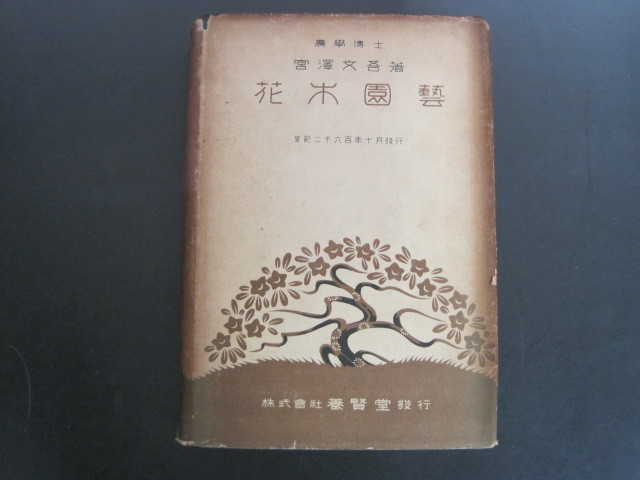 農學博士
宮澤文吾著
花木園藝
皇紀二千六百年十月發行
株式會社養賢堂發行